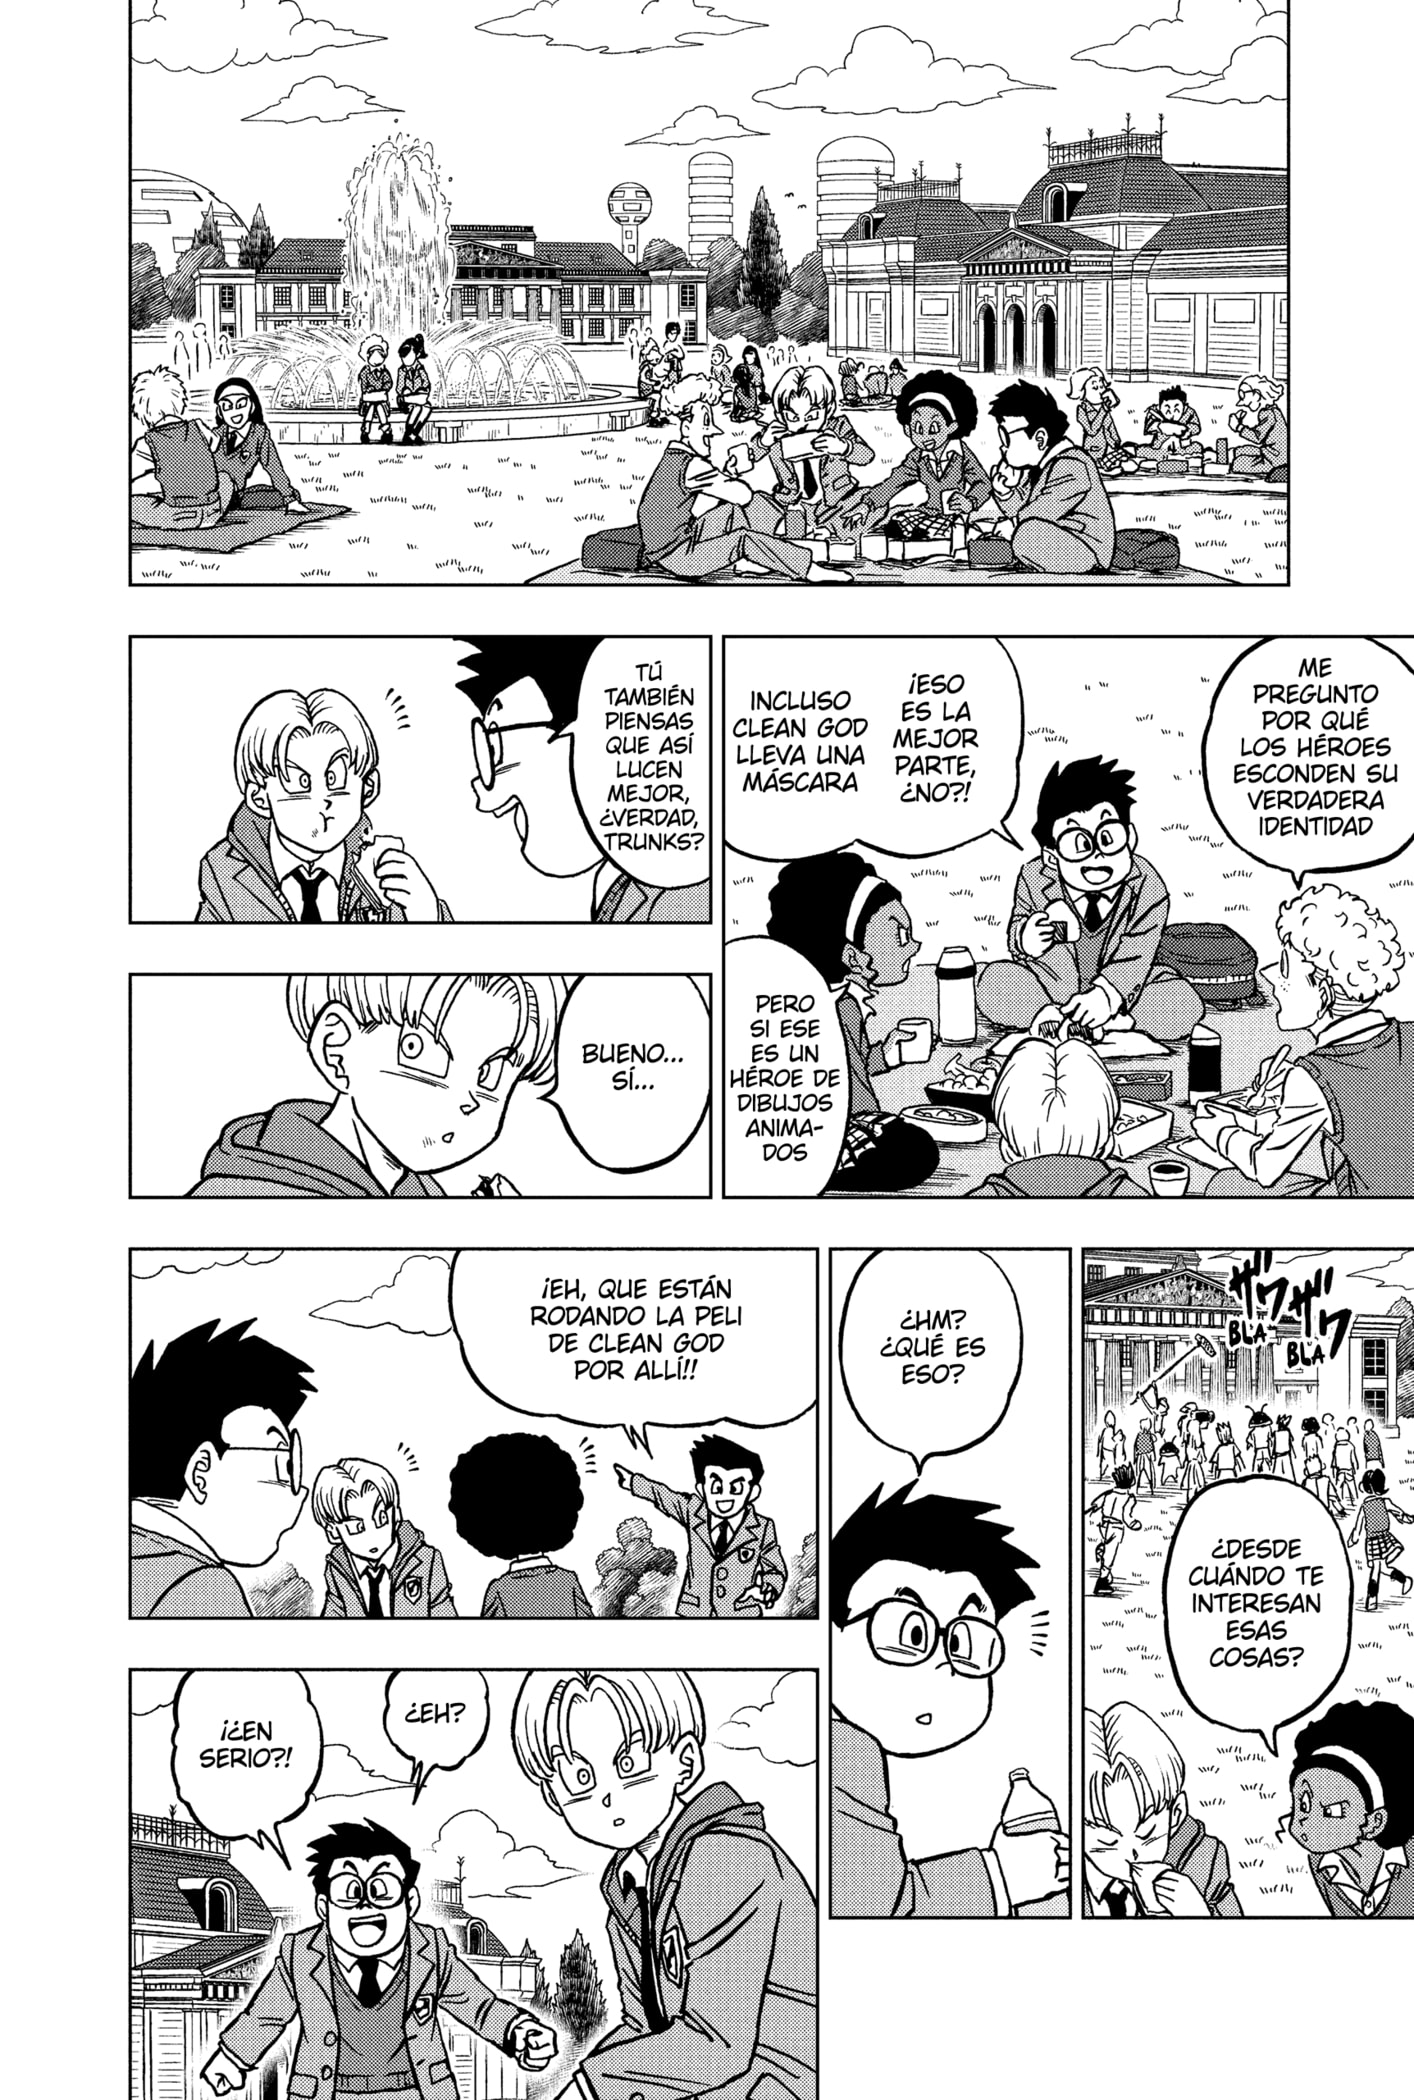 ME
PREGUNTO
POR QUÉ
LOS HÉROES
ESCONDEN SU
VERDADERA
IDENTIDAD
¡ESO
ES LA
MEJOR
PARTE,
¿NO?!
INCLUSO
CLEAN GOD
LLEVA UNA
MÁSCARA
PERO
SI ESE
ES UN
HÉROE DE
DIBUJOS
ANIMA-
DOS
TÚ
TAMBIÉN
PIENSAS
QUE ASÍ
LUCEN
MEJOR,
¿VERDAD,
TRUNKS?
BUENO...
SÍ...
ザワ
ザワ
BLA
BLA
¿DESDE
CUÁNDO TE
INTERESAN
ESAS
COSAS?
¿HM?
¿QUÉ ES
ESO?
¡EH, QUE ESTÁN
RODANDO LA PELI
DE CLEAN GOD
POR ALLÍ!!
¿EH?
¡¿EN
SERIO?!